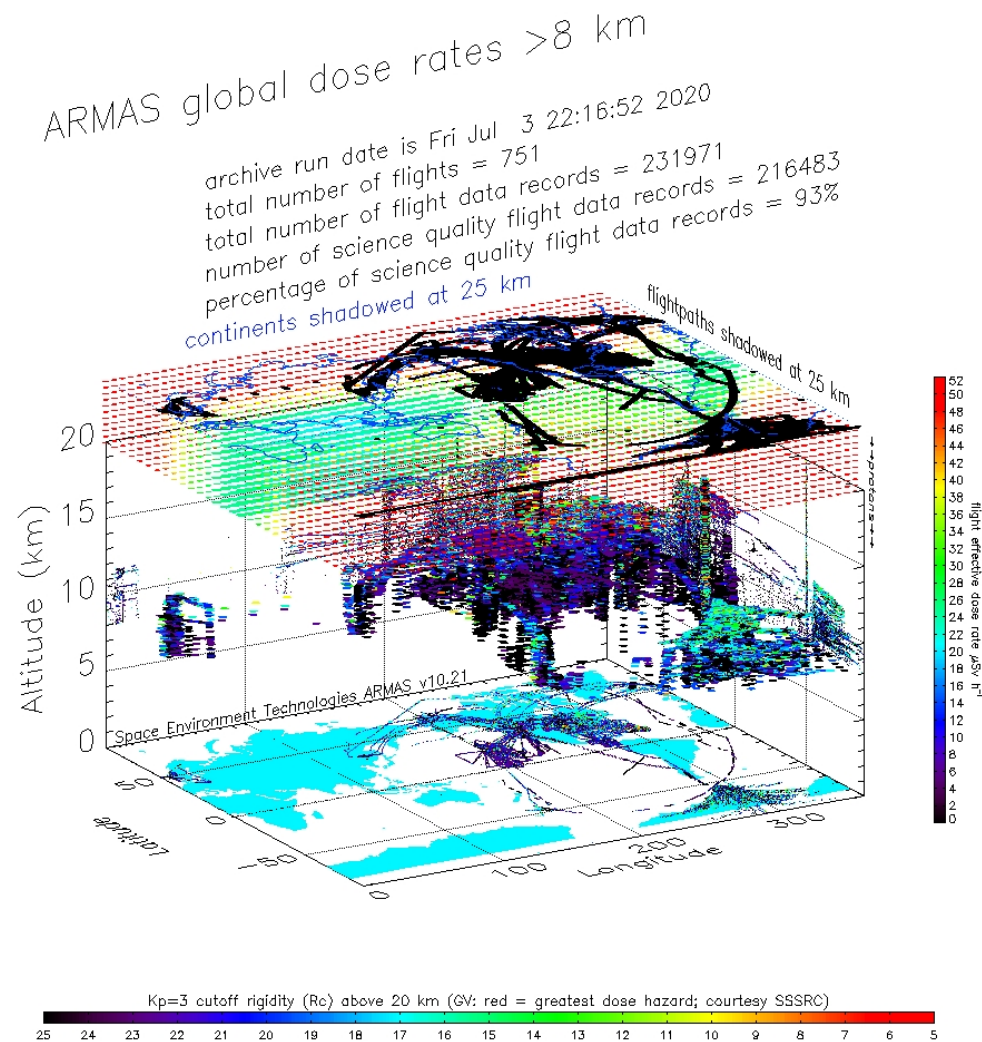 ARMAS global dose rates >8 km
archive run date is Fri Jul  3 22:16:52 2020
total number of flights = 751
total number of flight data records = 231971
number of science quality flight data records = 216483
percentage of science quality flight data records = 93%
continents shadowed at 25 km
flightpaths shadowed at 25 km
←←protons→→
Altitude (km)
20
15
10
5
0
Space Environment Technologies ARMAS v10.21
50
0
−50
Latitude
0
100
200
300
Longitude
52
50
48
46
44
42
40
38
36
34
32
30
28
26
24
22
20
18
16
14
12
10
8
6
4
2
0
flight effective dose rate μSv h⁻¹
Kp=3 cutoff rigidity (Rc) above 20 km (GV: red = greatest dose hazard; courtesy SSSRC)
25 24 23 22 21 20 19 18 17 16 15 14 13 12 11 10 9 8 7 6 5